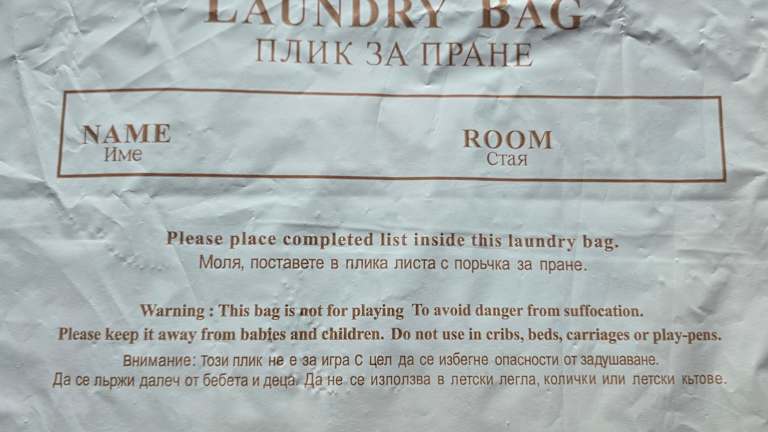 LAUNDRY BAG
ПЛИК ЗА ПРАНЕ
NAME ROOM
Име Стая
Please place completed list inside this laundry bag.
Моля, поставете в плика листа с порьчка за пране.
Warning : This bag is not for playing To avoid danger from suffocation.
Please keep it away from babies and children. Do not use in cribs, beds, carriages or play-pens.
Внимание: Този плик не е за игра С цел да се избегне опасности от задушаване.
Да се льржи далеч от бебета и деца. Да не се използва в летски легла, колички или летски кьтове.